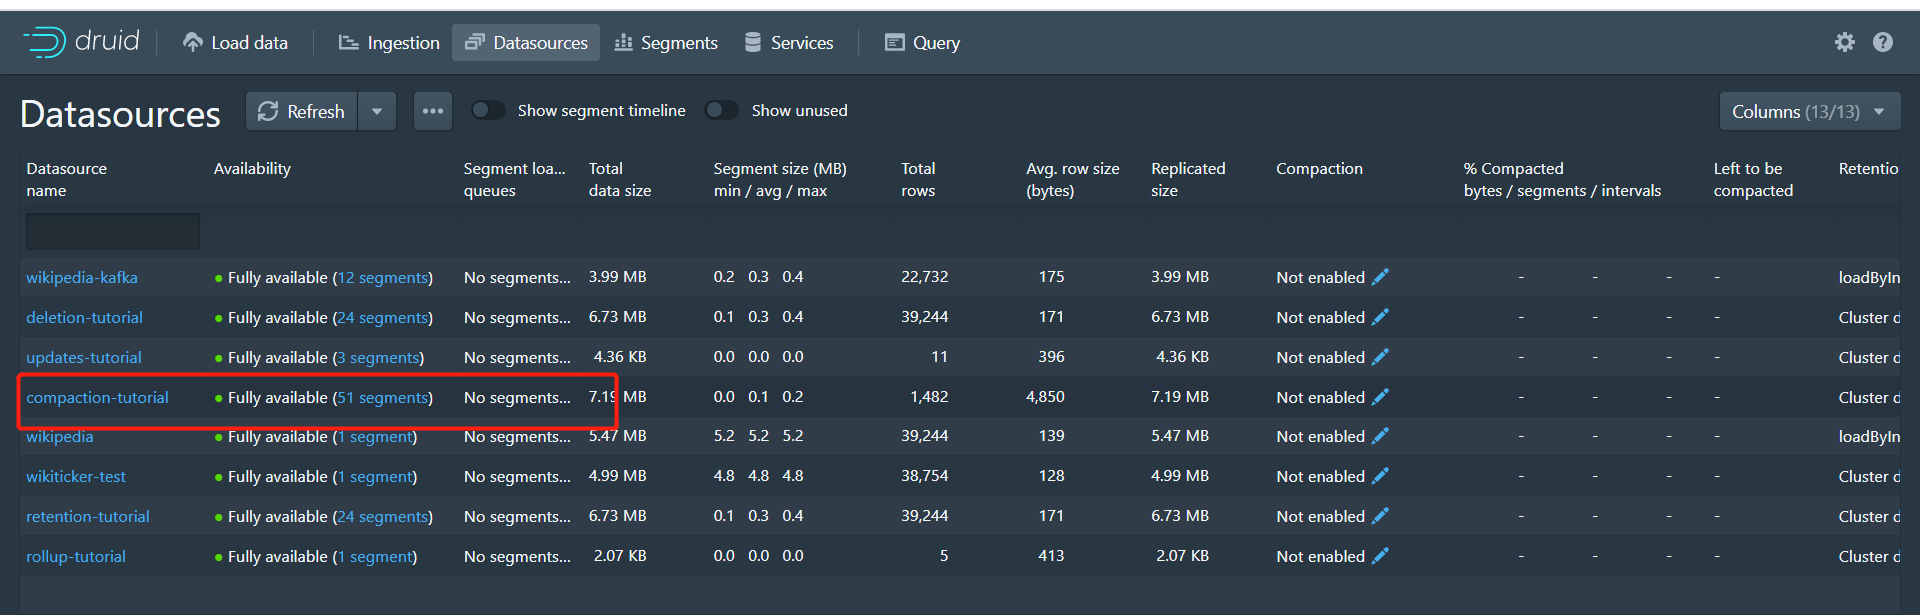 druid Load data Ingestion Datasources Segments Services Query
Datasources Refresh ••• Show segment timeline Show unused Columns (13/13)
Datasource name Availability Segment loa... queues Total data size Segment size (MB) min / avg / max Total rows Avg. row size (bytes) Replicated size Compaction % Compacted bytes / segments / intervals Left to be compacted Retentio
wikipedia-kafka Fully available (12 segments) No segments... 3.99 MB 0.2 0.3 0.4 22,732 175 3.99 MB Not enabled - - - - loadByIn
deletion-tutorial Fully available (24 segments) No segments... 6.73 MB 0.1 0.3 0.4 39,244 171 6.73 MB Not enabled - - - - Cluster d
updates-tutorial Fully available (3 segments) No segments... 4.36 KB 0.0 0.0 0.0 11 396 4.36 KB Not enabled - - - - Cluster d
compaction-tutorial Fully available (51 segments) No segments... 7.19 MB 0.0 0.1 0.2 1,482 4,850 7.19 MB Not enabled - - - - Cluster d
wikipedia Fully available (1 segment) No segments... 5.47 MB 5.2 5.2 5.2 39,244 139 5.47 MB Not enabled - - - - loadByIn
wikiticker-test Fully available (1 segment) No segments... 4.99 MB 4.8 4.8 4.8 38,754 128 4.99 MB Not enabled - - - - Cluster d
retention-tutorial Fully available (24 segments) No segments... 6.73 MB 0.1 0.3 0.4 39,244 171 6.73 MB Not enabled - - - - Cluster d
rollup-tutorial Fully available (1 segment) No segments... 2.07 KB 0.0 0.0 0.0 5 413 2.07 KB Not enabled - - - - Cluster d